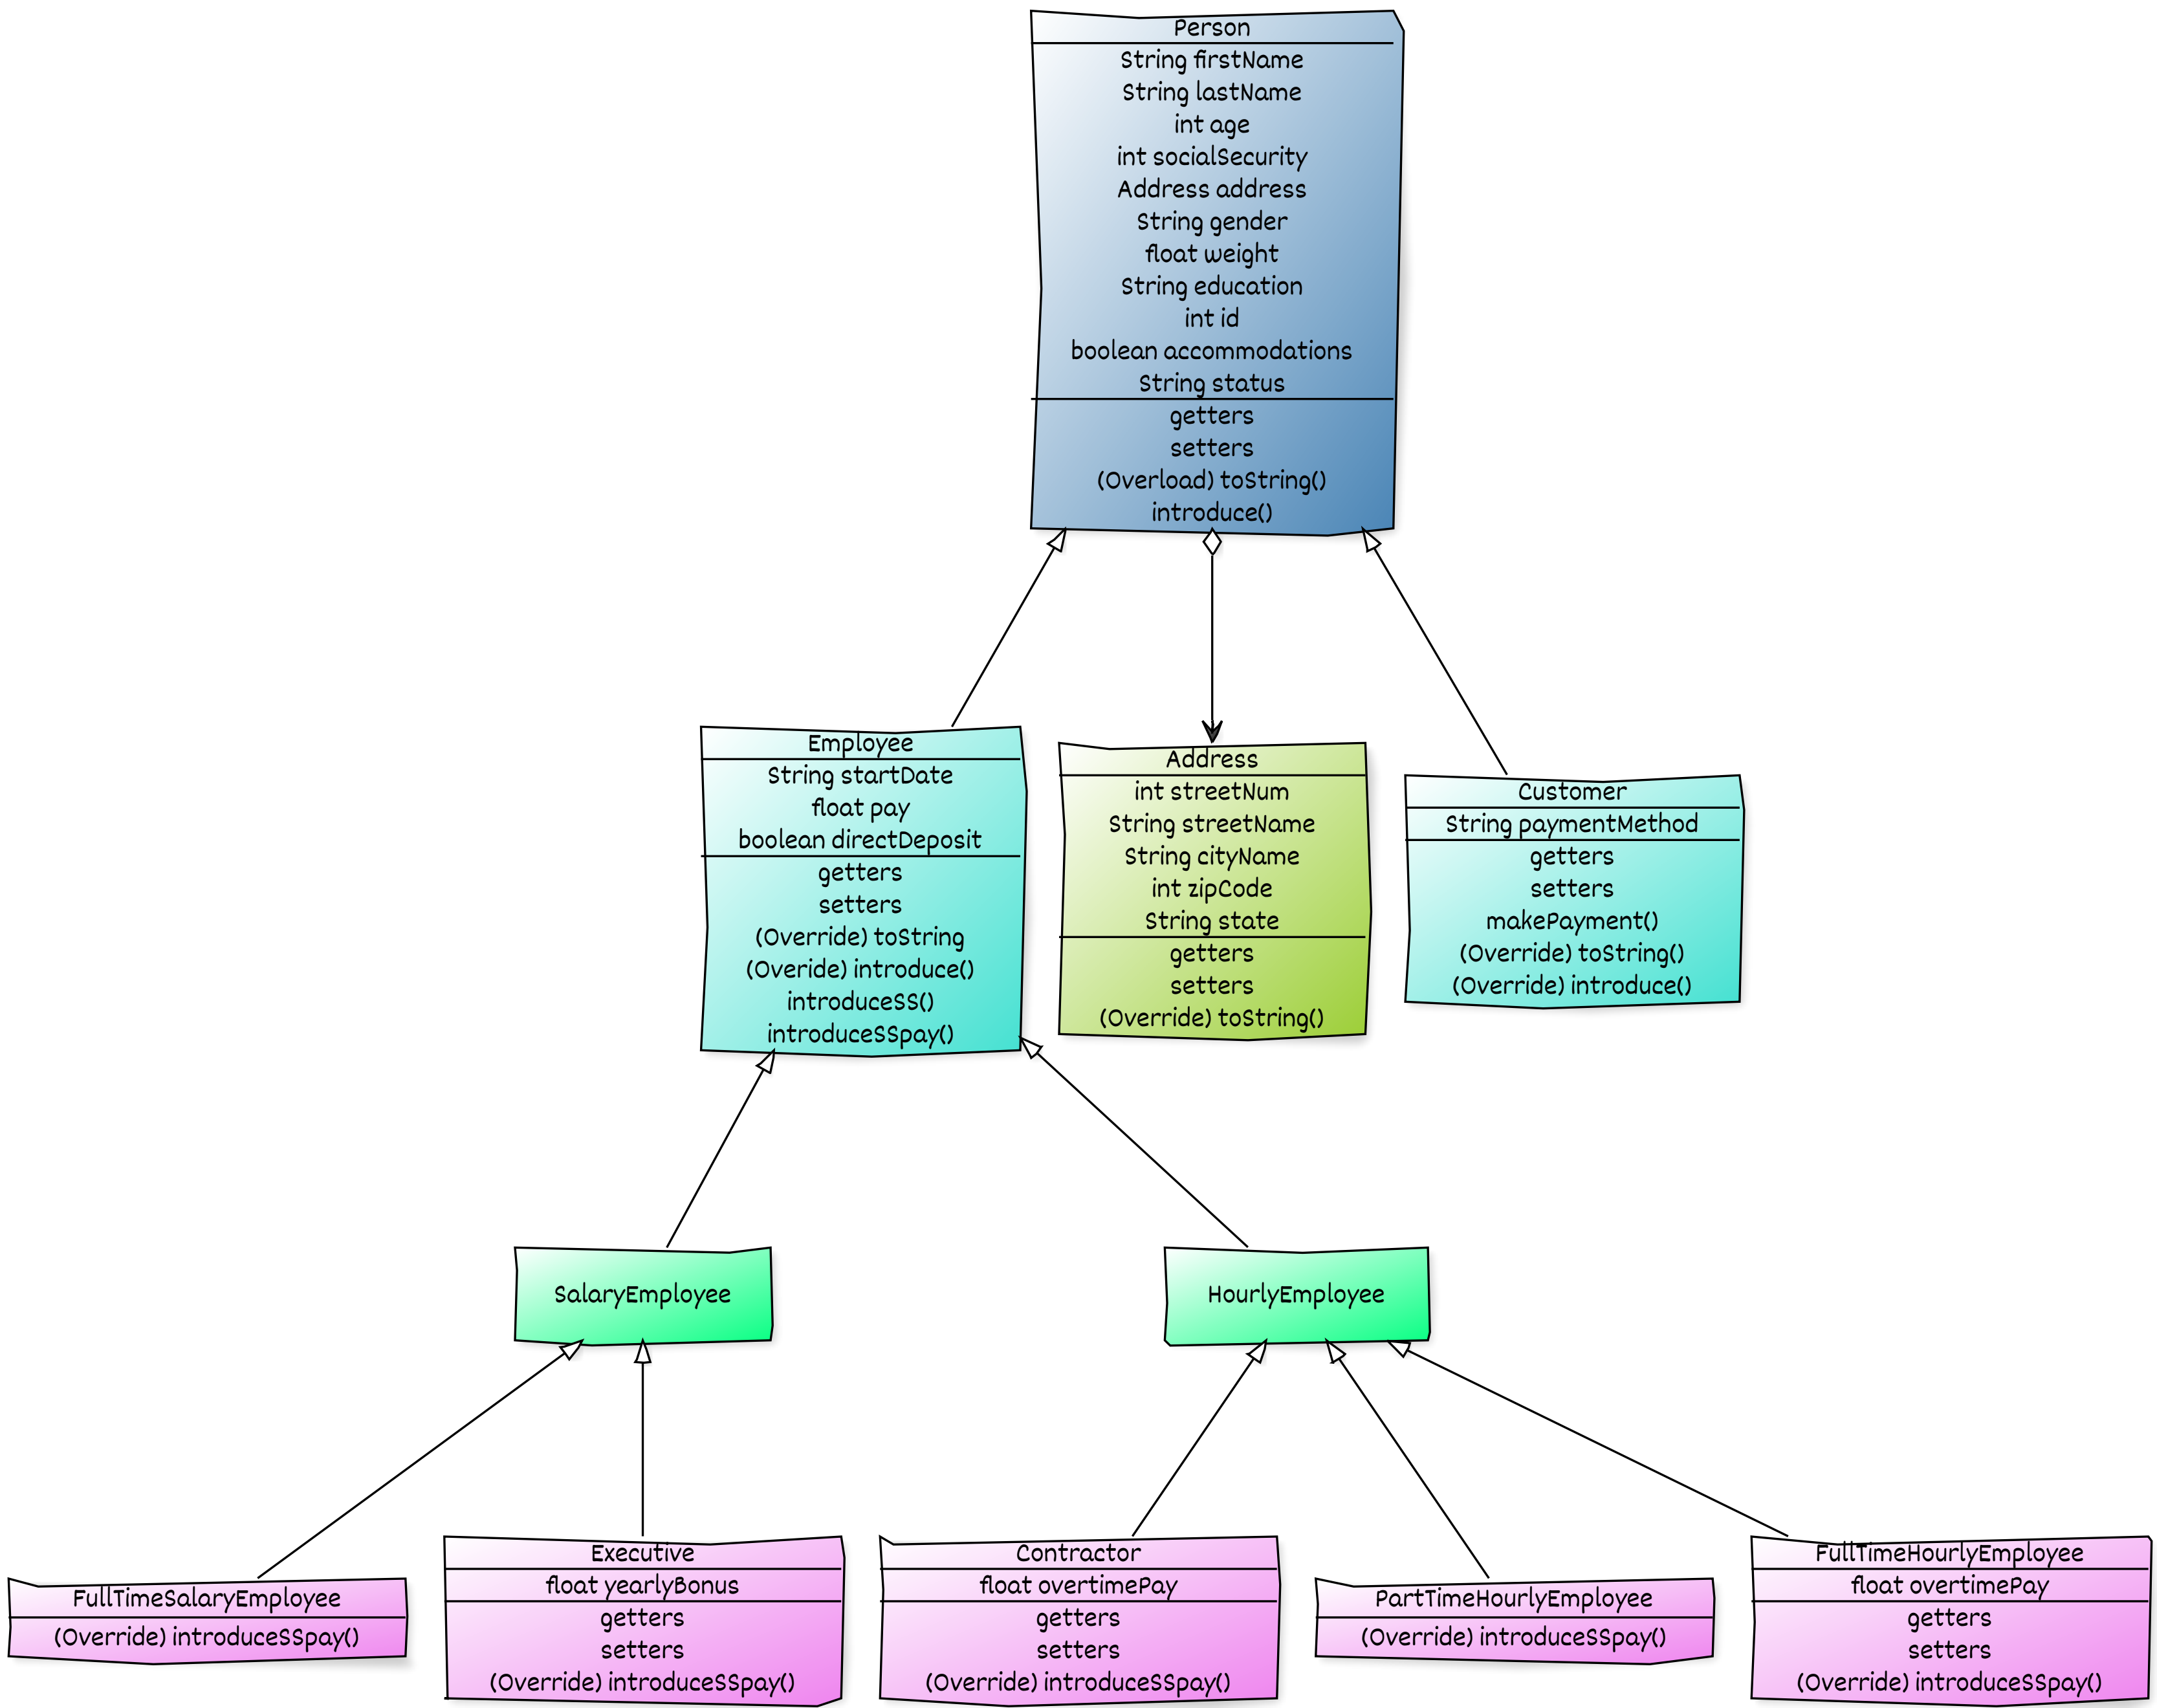 Person
String firstName
String lastName
int age
int socialSecurity
Address address
String gender
float weight
String education
int id
boolean accommodations
String status
getters
setters
(Overload) toString()
introduce()
Employee
String startDate
float pay
boolean directDeposit
getters
setters
(Override) toString
(Overide) introduce()
introduceSS()
introduceSSpay()
Address
int streetNum
String streetName
String cityName
int zipCode
String state
getters
setters
(Override) toString()
Customer
String paymentMethod
getters
setters
makePayment()
(Override) toString()
(Override) introduce()
SalaryEmployee
HourlyEmployee
FullTimeSalaryEmployee
(Override) introduceSSpay()
Executive
float yearlyBonus
getters
setters
(Override) introduceSSpay()
Contractor
float overtimePay
getters
setters
(Override) introduceSSpay()
PartTimeHourlyEmployee
(Override) introduceSSpay()
FullTimeHourlyEmployee
float overtimePay
getters
setters
(Override) introduceSSpay()